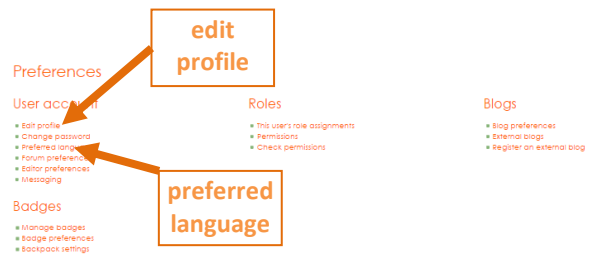 edit
profile
Preferences
User account
Edit profile
Change password
Preferred lang
Forum preferences
Editor preferences
Messaging
Roles
This user's role assignments
Permissions
Check permissions
Blogs
Blog preferences
External blogs
Register an external blog
preferred
language
Badges
Manage badges
Badge preferences
Backpack settings